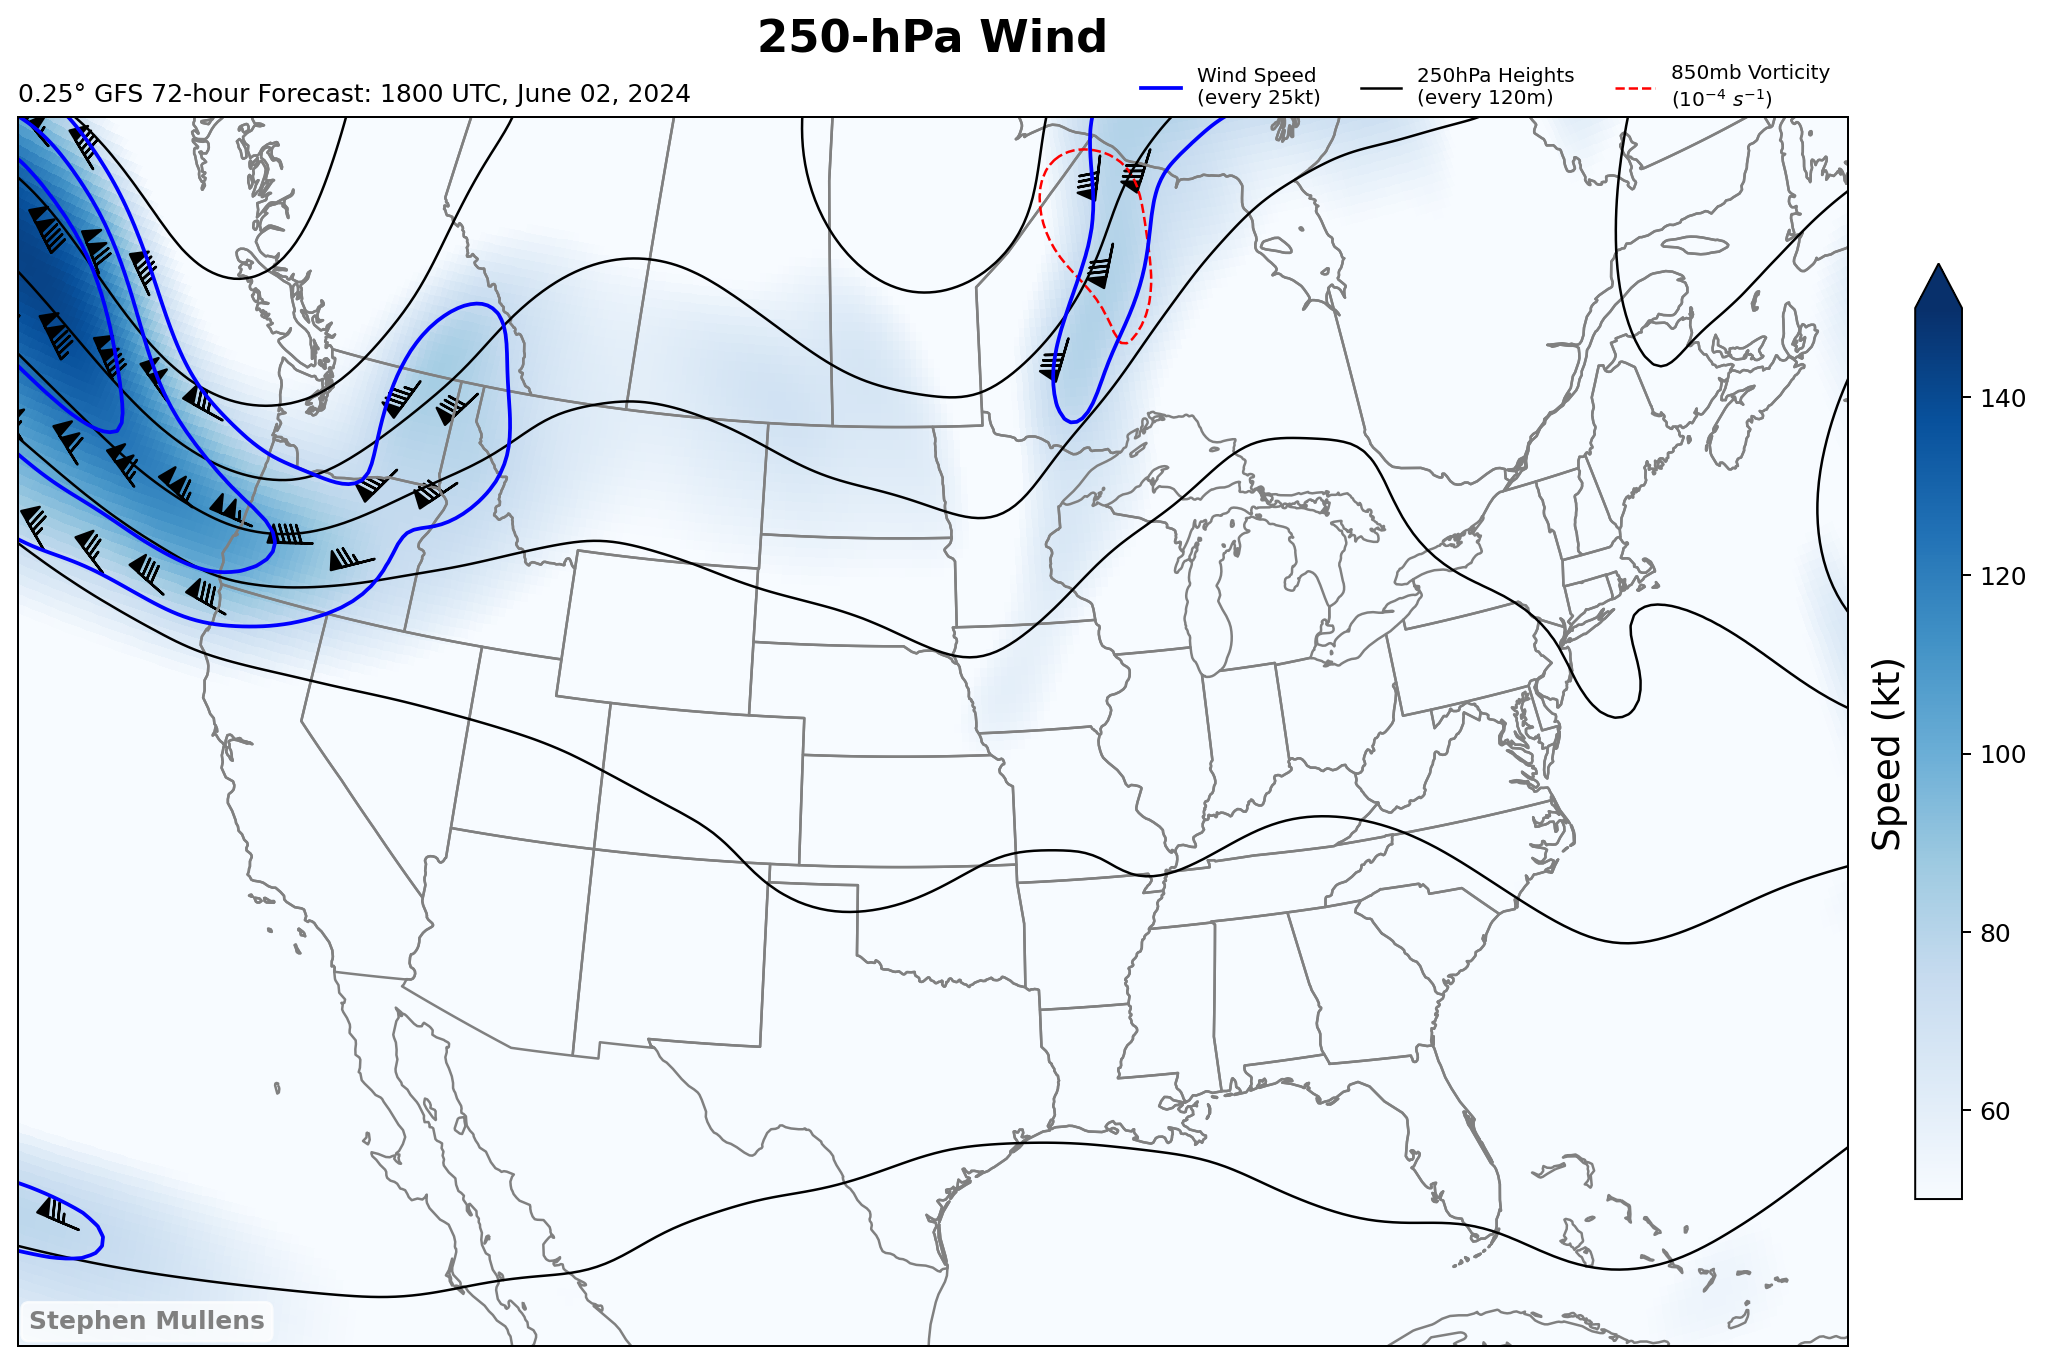 250-hPa Wind
0.25° GFS 72-hour Forecast: 1800 UTC, June 02, 2024
Wind Speed
(every 25kt)
250hPa Heights
(every 120m)
850mb Vorticity
(10⁻⁴ s⁻¹)
140
120
100
80
60
Speed (kt)
Stephen Mullens